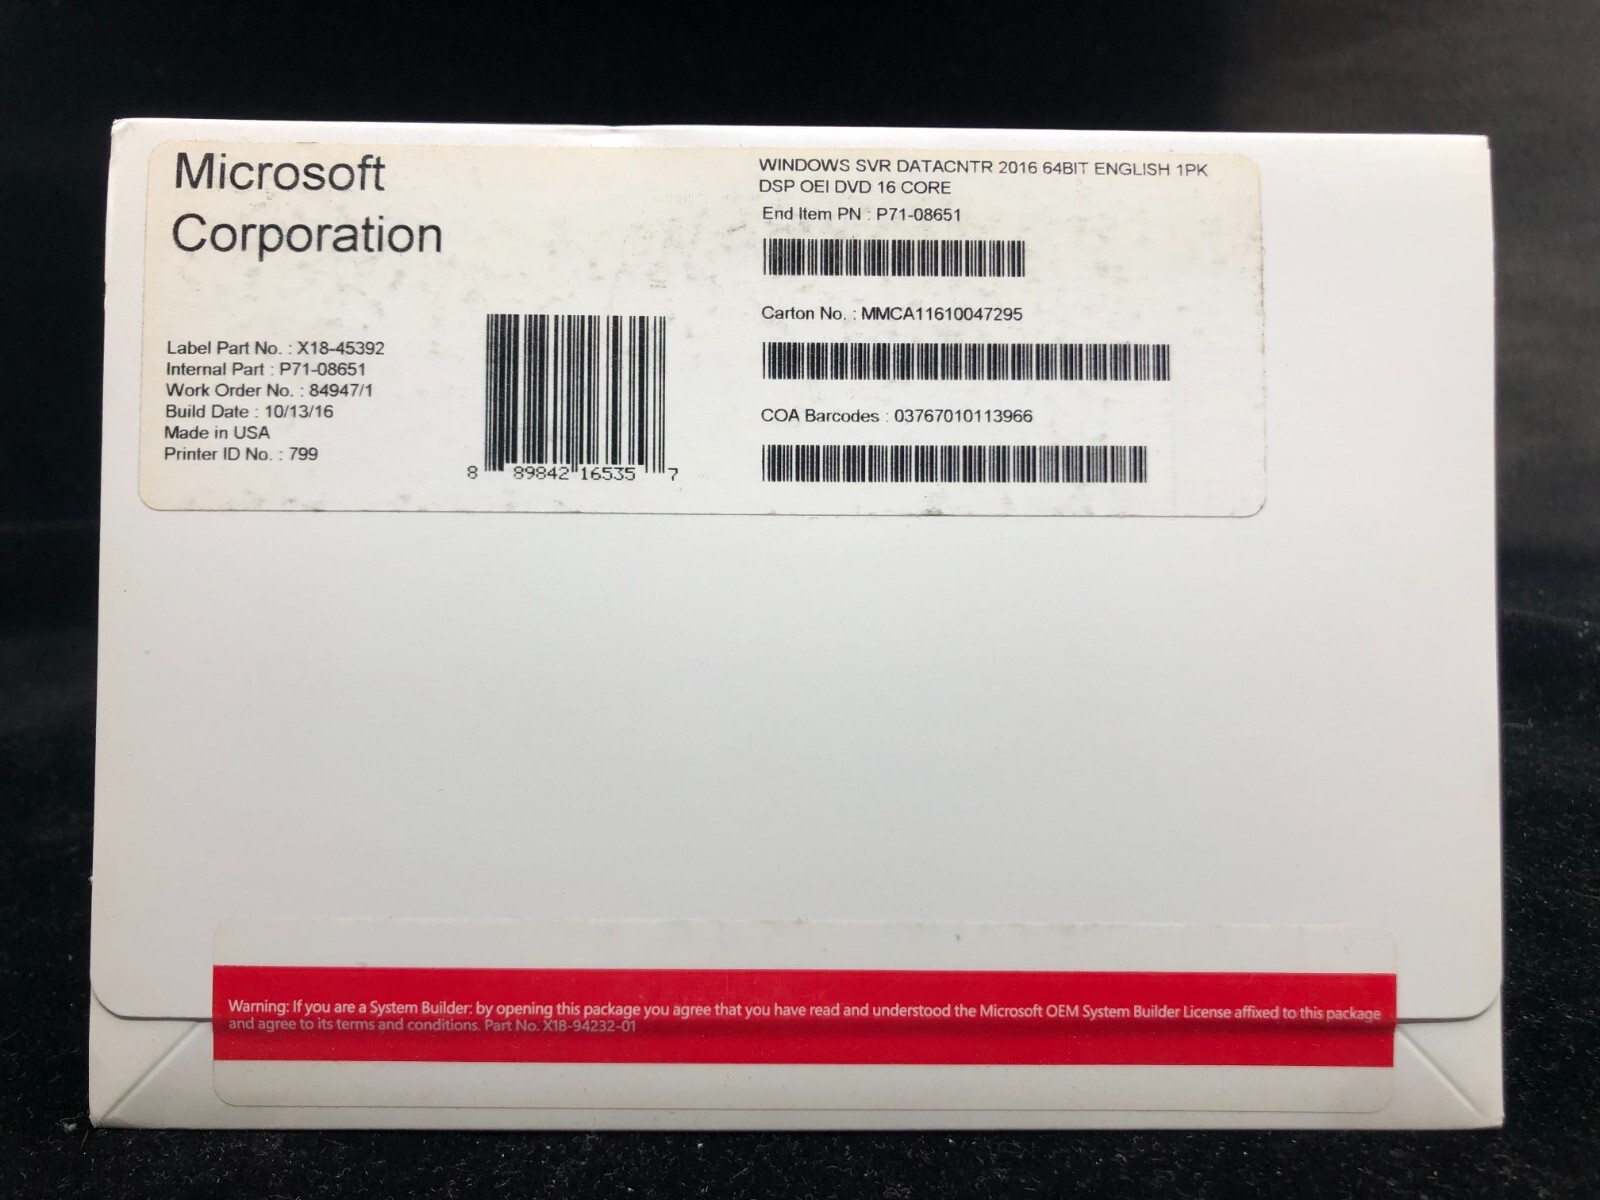 Microsoft
Corporation
Label Part No. : X18-45392
Internal Part : P71-08651
Work Order No. : 84947/1
Build Date : 10/13/16
Made in USA
Printer ID No. : 799
8 89842 16535 7
WINDOWS SVR DATACNTR 2016 64BIT ENGLISH 1PK
DSP OEI DVD 16 CORE
End Item PN : P71-08651
Carton No. : MMCA11610047295
COA Barcodes : 03767010113966
Warning: If you are a System Builder: by opening this package you agree that you have read and understood the Microsoft OEM System Builder License affixed to this package
and agree to its terms and conditions. Part No. X18-94232-01